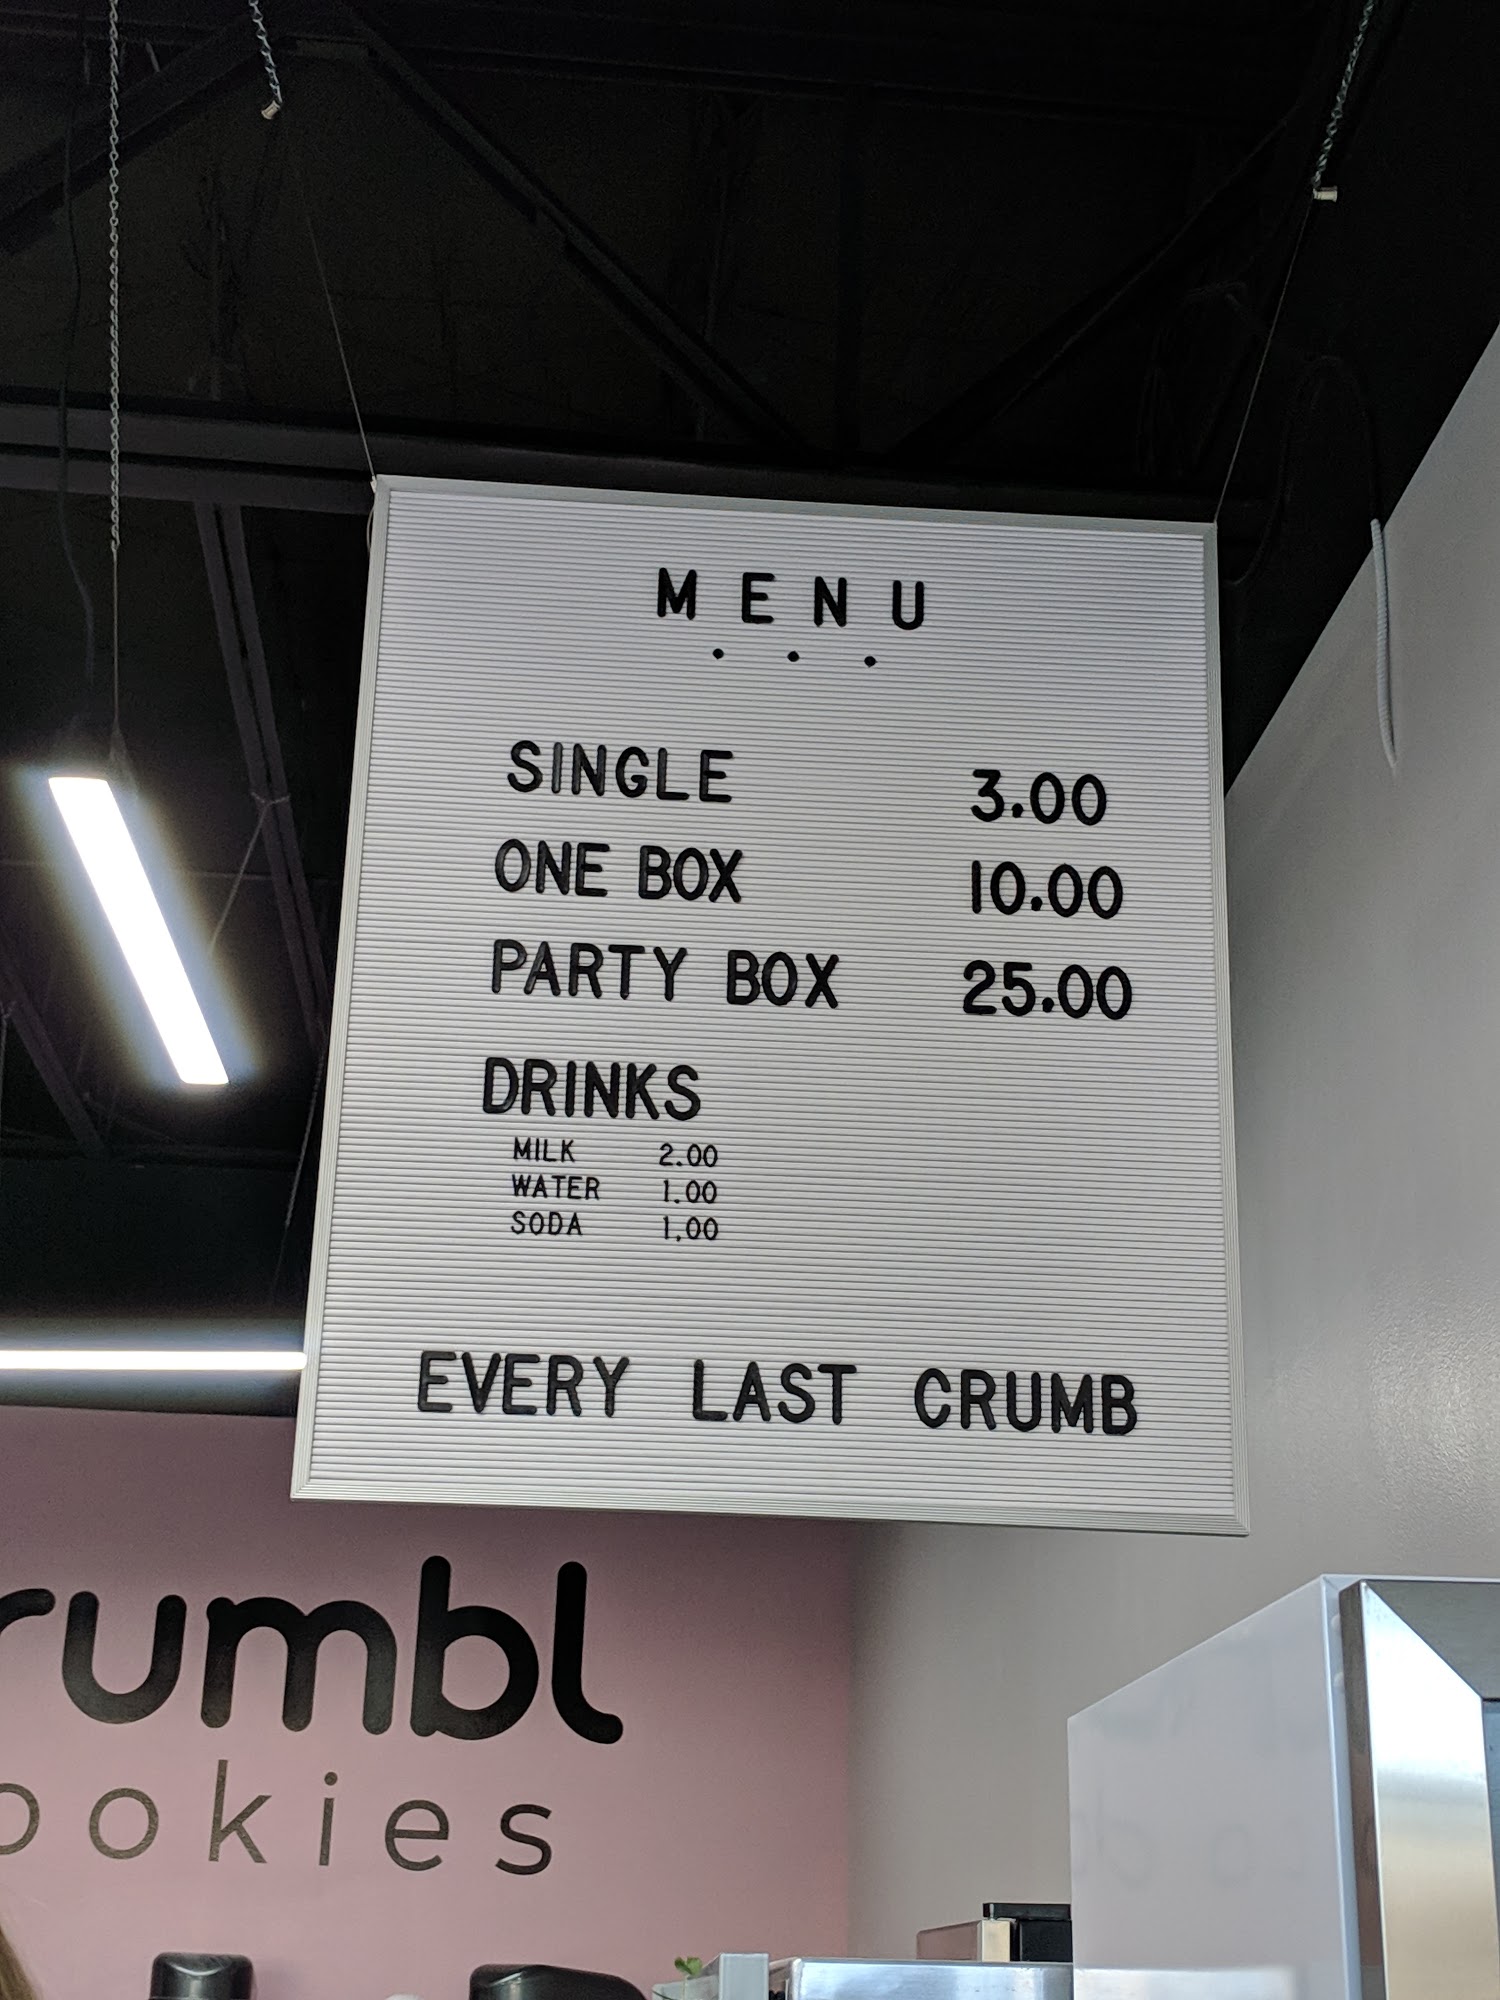 MENU
. . .
SINGLE 3.00
ONE BOX 10.00
PARTY BOX 25.00
DRINKS
MILK 2.00
WATER 1.00
SODA 1.00
EVERY LAST CRUMB
rumbl
ookies